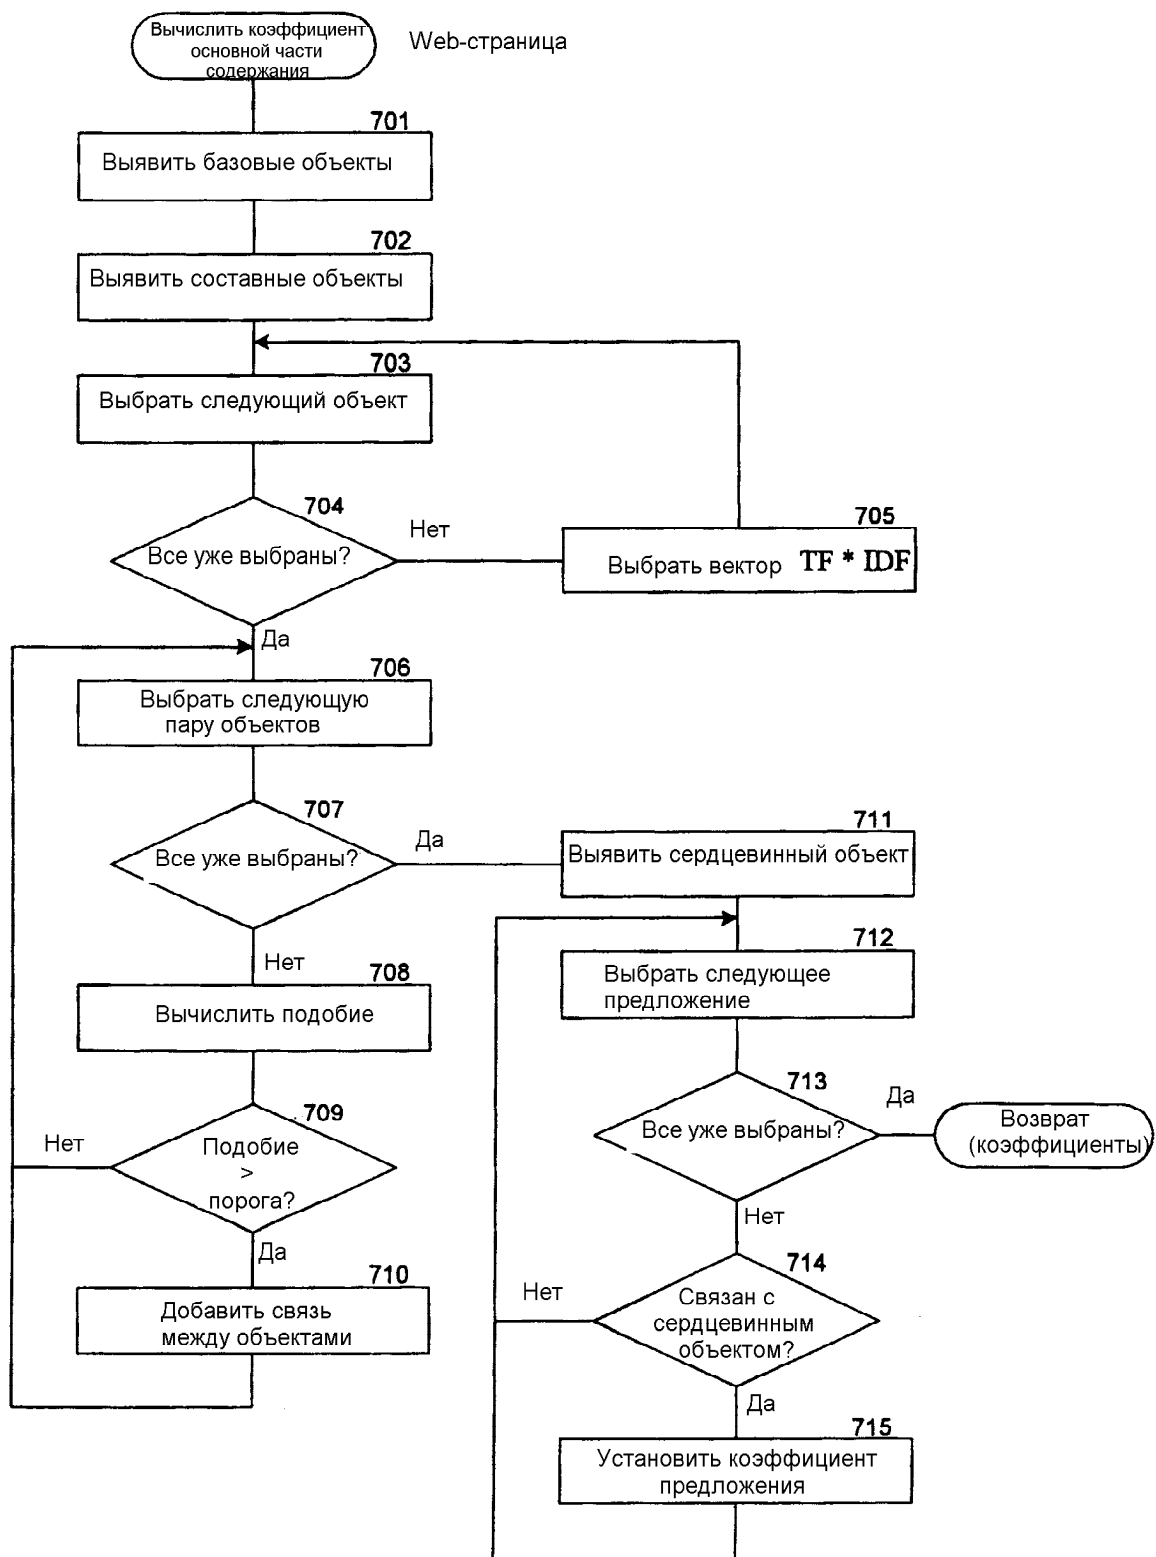 Вычислить коэффициент
основной части
содержания
Web-страница
701
Выявить базовые объекты
702
Выявить составные объекты
703
Выбрать следующий объект
704
Все уже выбраны?
Нет
705
Выбрать вектор TF * IDF
Да
706
Выбрать следующую
пару объектов
707
Все уже выбраны?
Да
Нет
708
Вычислить подобие
709
Подобие
>
порога?
Нет
Да
710
Добавить связь
между объектами
711
Выявить сердцевинный объект
712
Выбрать следующее
предложение
713
Все уже выбраны?
Да
Возврат
(коэффициенты)
Нет
714
Связан с
сердцевинным
объектом?
Нет
Да
715
Установить коэффициент
предложения